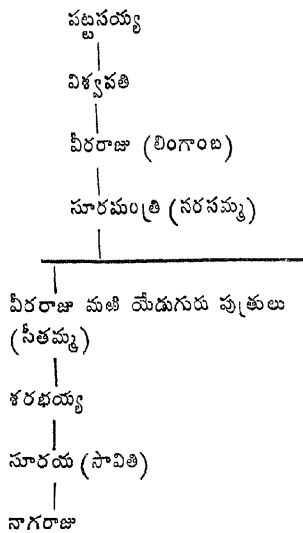 పట్టసయ్య
విశ్వపతి
వీరరాజు (లింగాంబ)
సూరమంత్రి (నరసమ్మ)
వీరరాజు మఱి యేడుగురు పుత్రులు
(సీతమ్మ)
శరభయ్య
సూరయ (సావితి)
నాగరాజు